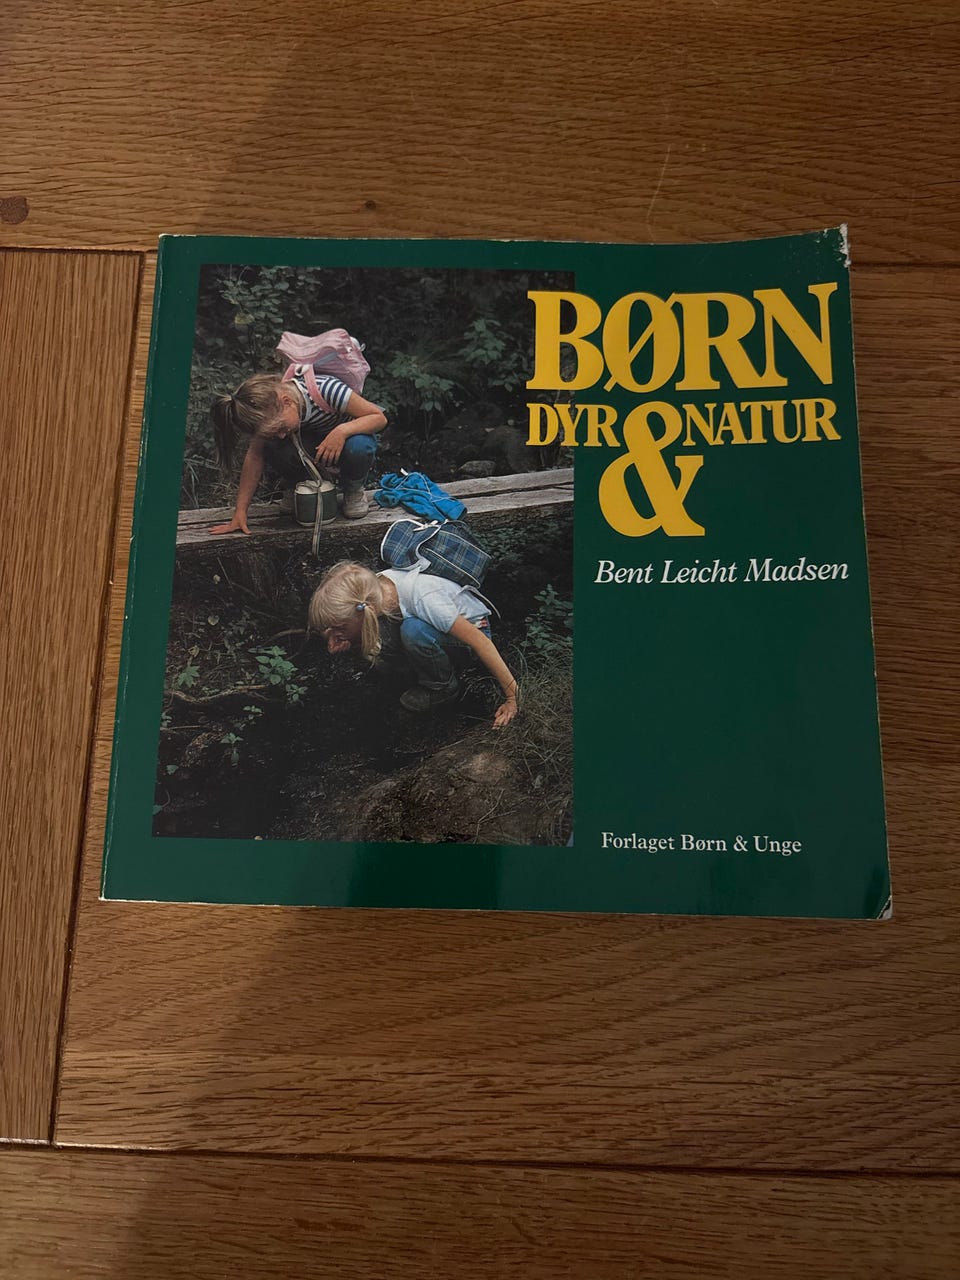 BØRN
DYR & NATUR
Bent Leicht Madsen
Forlaget Børn & Unge